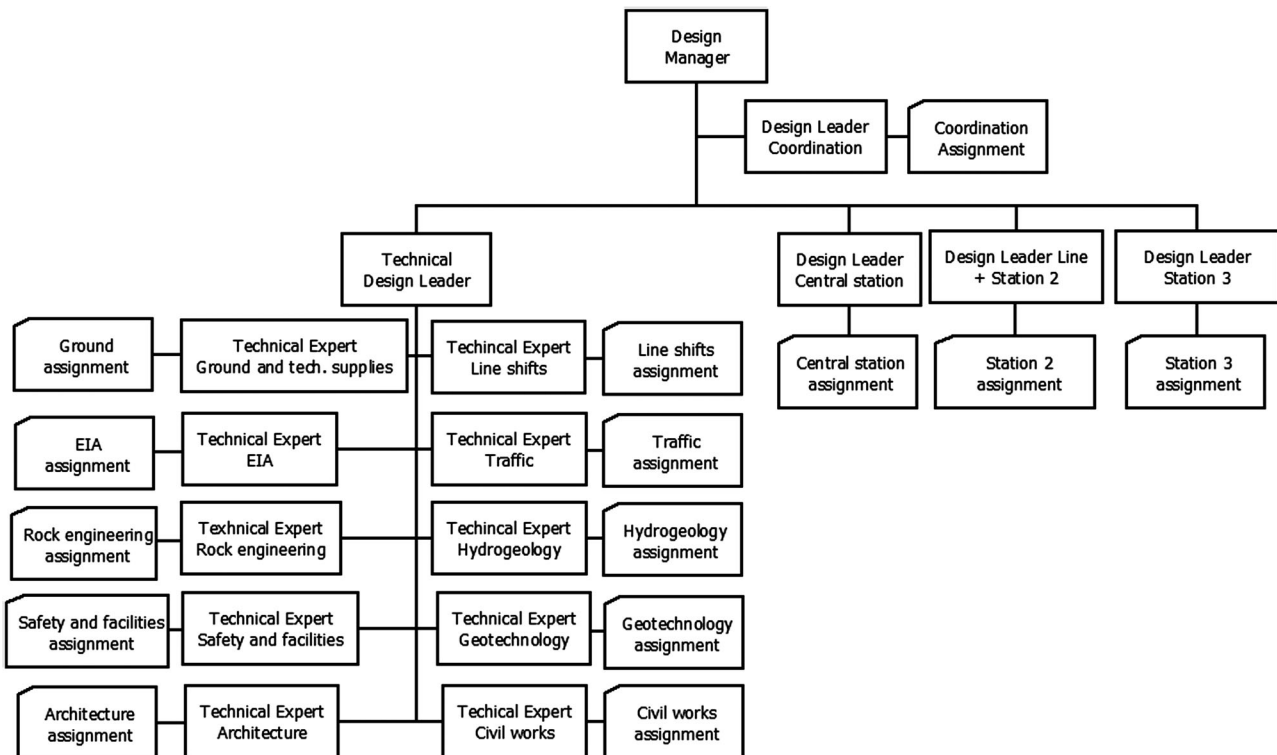 Design
Manager
Design Leader
Coordination
Coordination
Assignment
Technical
Design Leader
Design Leader
Central station
Design Leader Line
+ Station 2
Design Leader
Station 3
Ground
assignment
Technical Expert
Ground and tech. supplies
Techincal Expert
Line shifts
Line shifts
assignment
Central station
assignment
Station 2
assignment
Station 3
assignment
EIA
assignment
Technical Expert
EIA
Technical Expert
Traffic
Traffic
assignment
Rock engineering
assignment
Texhnical Expert
Rock engineering
Techincal Expert
Hydrogeology
Hydrogeology
assignment
Safety and facilities
assignment
Technical Expert
Safety and facilities
Technical Expert
Geotechnology
Geotechnology
assignment
Architecture
assignment
Technical Expert
Architecture
Techical Expert
Civil works
Civil works
assignment